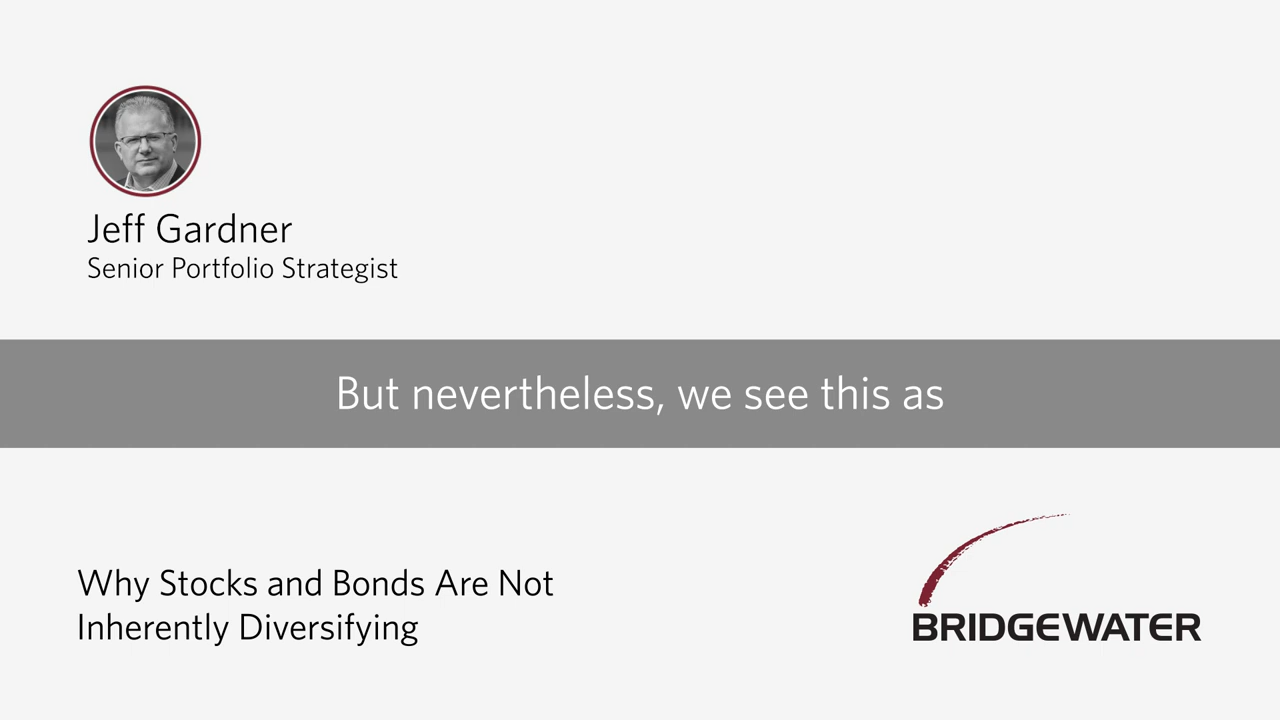 Jeff Gardner
Senior Portfolio Strategist
But nevertheless, we see this as
Why Stocks and Bonds Are Not
Inherently Diversifying
BRIDGEWATER